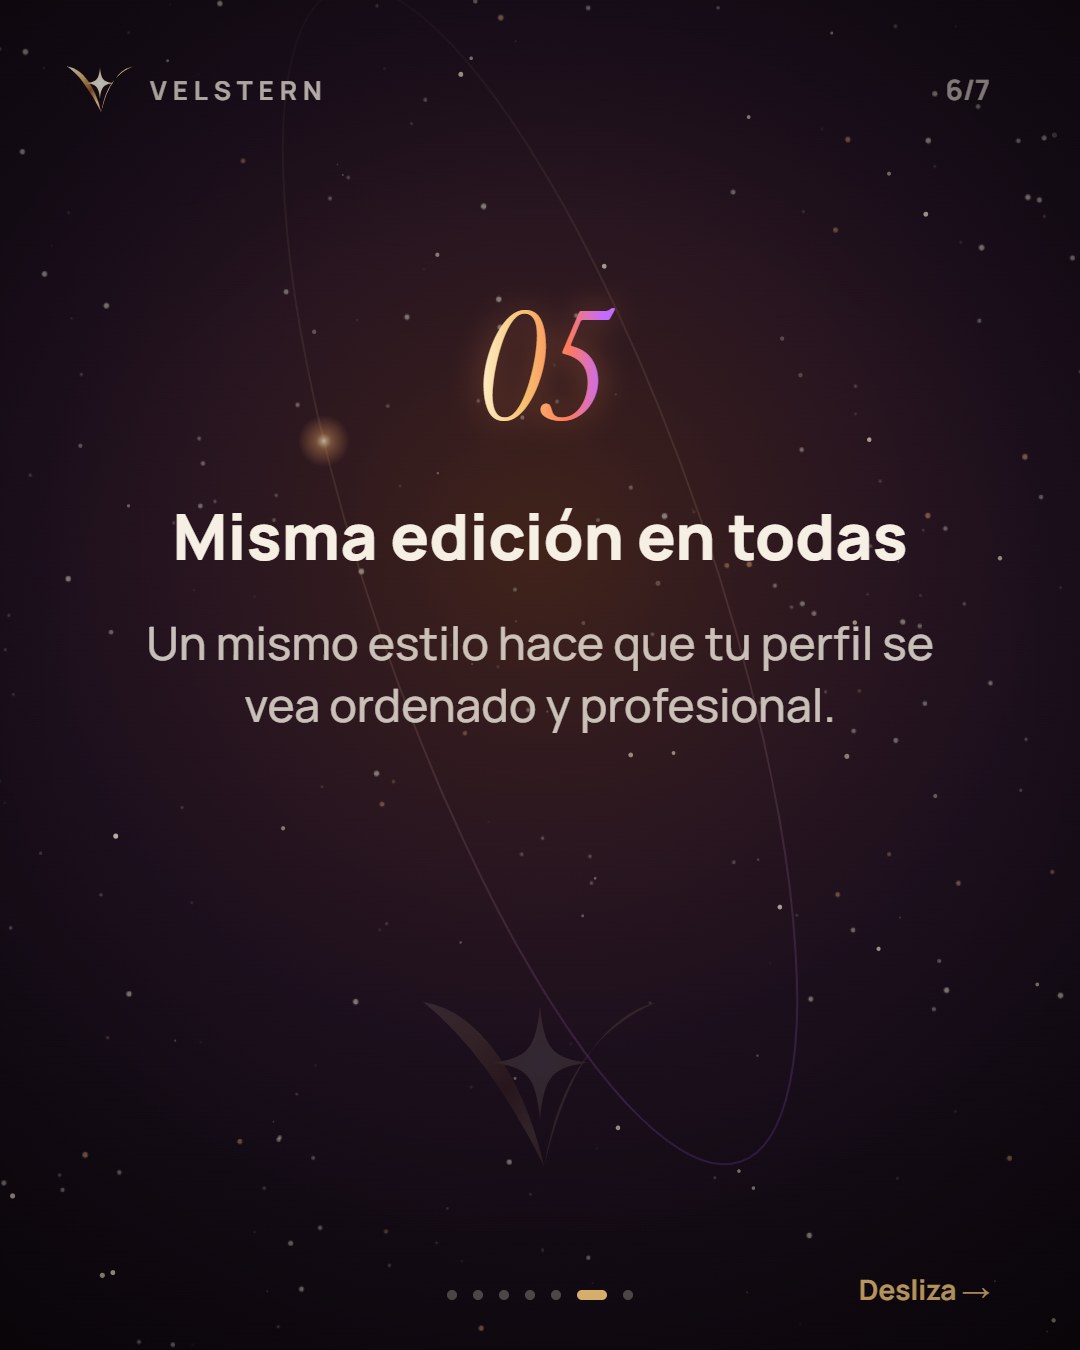 VELSTERN
6/7
05
Misma edición en todas
Un mismo estilo hace que tu perfil se
vea ordenado y profesional.
Desliza →